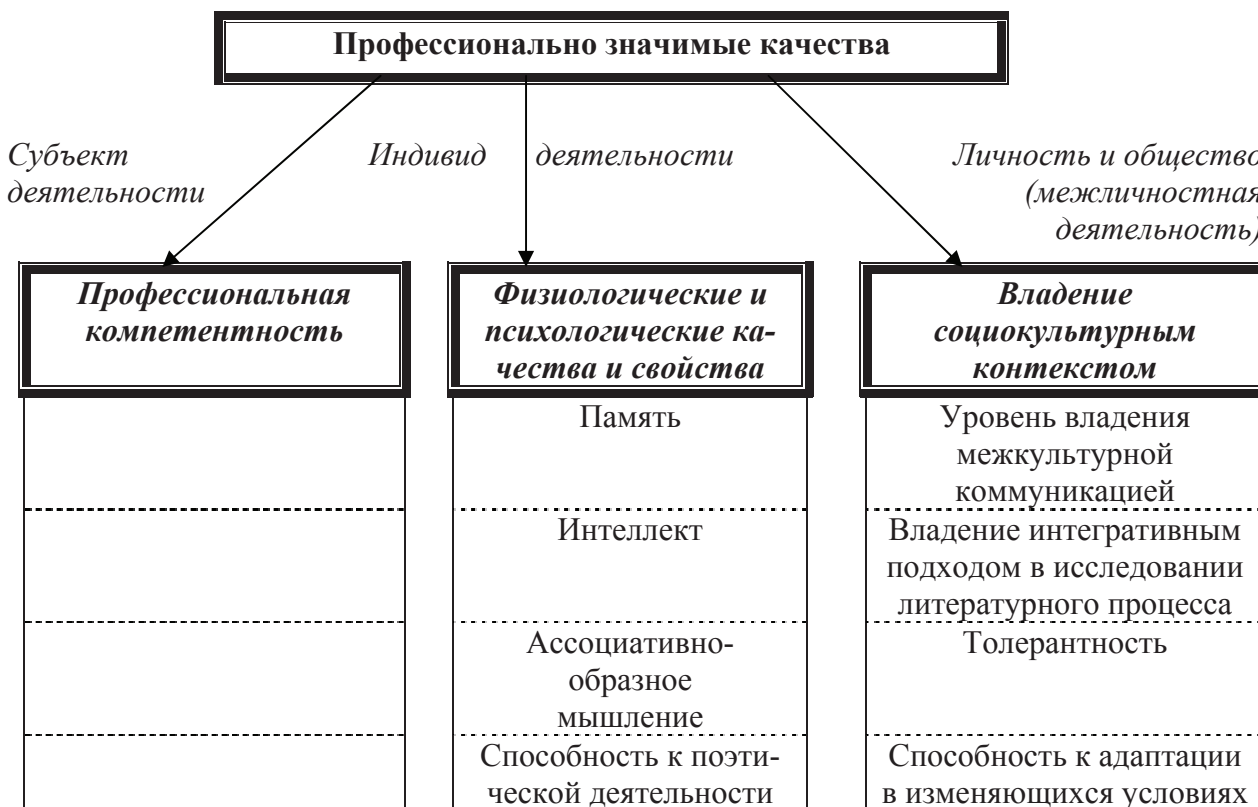 Профессионально значимые качества
Субъект
деятельности
Индивид деятельности
Личность и общество
(межличностная
деятельность)
Профессиональная
компетентность
Физиологические и
психологические ка-
чества и свойства
Владение
социокультурным
контекстом
Память
Уровень владения
межкультурной
коммуникацией
Интеллект
Владение интегративным
подходом в исследовании
литературного процесса
Ассоциативно-
образное
мышление
Толерантность
Способность к поэти-
ческой деятельности
Способность к адаптации
в изменяющихся условиях